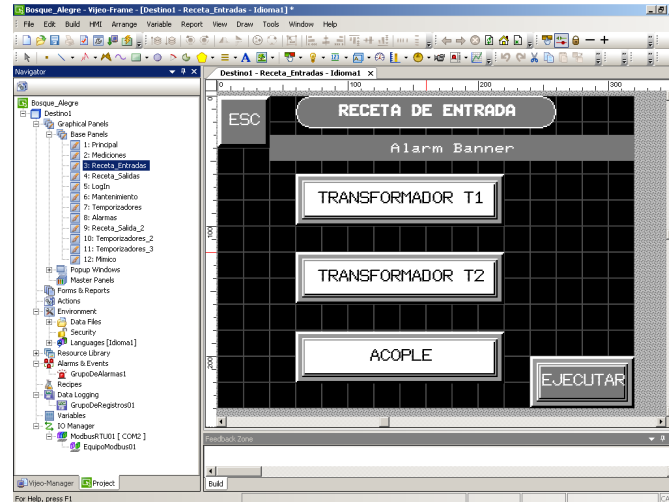 Bosque_Alegre - Vijeo-Frame - [Destino1 - Receta_Entradas - Idioma1] *
File Edit Build HMI Arrange Variable Report View Draw Tools Window Help
Navigator
Bosque_Alegre
Destino1
Graphical Panels
Base Panels
1: Principal
2: Mediciones
3: Receta_Entradas
4: Receta_Salidas
5: LogIn
6: Mantenimiento
7: Temporizadores
8: Alarmas
9: Receta_Salida_2
10: Temporizadores_2
11: Temporizadores_3
12: Mimico
Popup Windows
Master Panels
Forms & Reports
Actions
Environment
Data Files
Security
Languages [Idioma1]
Resource Library
Alarms & Events
GrupoDeAlarmas1
Recipes
Data Logging
GrupoDeRegistros01
Variables
IO Manager
ModbusRTU01 [ COM2 ]
EquipoModbus01
Vijeo-Manager Project
Destino1 - Receta_Entradas - Idioma1 x
0 100 200 300
0
100
200
ESC
RECETA DE ENTRADA
Alarm Banner
TRANSFORMADOR T1
TRANSFORMADOR T2
ACOPLE
EJECUTAR
Feedback Zone
Build
For Help, press F1